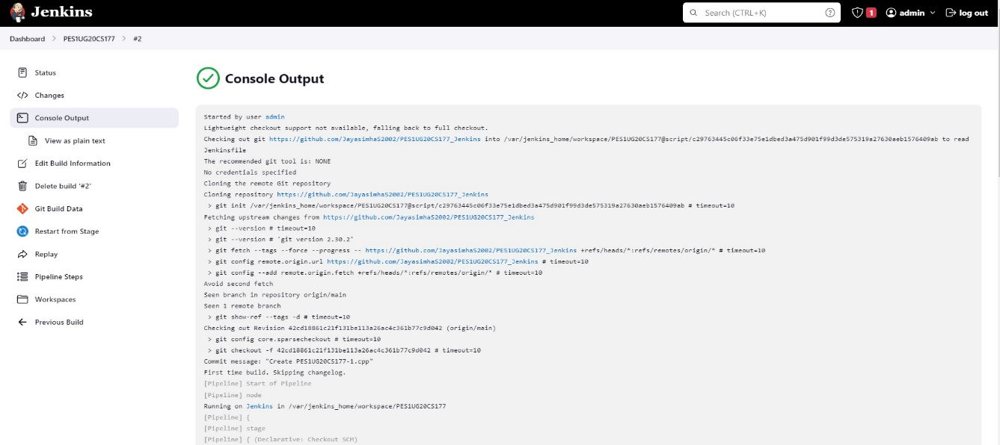 Jenkins
Search (CTRL+K)
1
admin
log out
Dashboard > PES1UG20CS177 > #2
Status
Changes
Console Output
View as plain text
Edit Build Information
Delete build '#2'
Git Build Data
Restart from Stage
Replay
Pipeline Steps
Workspaces
Previous Build
Console Output
Started by user admin
Lightweight checkout support not available, falling back to full checkout.
Checking out git https://github.com/JayasimhaS2002/PES1UG20CS177_Jenkins into /var/jenkins_home/workspace/PES1UG20CS177@script/c29763445c06f33e75e1dbed3a475d901f99d3de575319a27630aeb1576409ab to read
Jenkinsfile
The recommended git tool is: NONE
No credentials specified
Cloning the remote Git repository
Cloning repository https://github.com/JayasimhaS2002/PES1UG20CS177_Jenkins
> git init /var/jenkins_home/workspace/PES1UG20CS177@script/c29763445c06f33e75e1dbed3a475d901f99d3de575319a27630aeb1576409ab # timeout=10
Fetching upstream changes from https://github.com/JayasimhaS2002/PES1UG20CS177_Jenkins
> git --version # timeout=10
> git --version # 'git version 2.30.2'
> git fetch --tags --force --progress -- https://github.com/JayasimhaS2002/PES1UG20CS177_Jenkins +refs/heads/*:refs/remotes/origin/* # timeout=10
> git config remote.origin.url https://github.com/JayasimhaS2002/PES1UG20CS177_Jenkins # timeout=10
> git config --add remote.origin.fetch +refs/heads/*:refs/remotes/origin/* # timeout=10
Avoid second fetch
Seen branch in repository origin/main
Seen 1 remote branch
> git show-ref --tags -d # timeout=10
Checking out Revision 42cd18861c21f131be113a26ac4c361b77c9d042 (origin/main)
> git config core.sparsecheckout # timeout=10
> git checkout -f 42cd18861c21f131be113a26ac4c361b77c9d042 # timeout=10
Commit message: "Create PES1UG20CS177-1.cpp"
First time build. Skipping changelog.
[Pipeline] Start of Pipeline
[Pipeline] node
Running on Jenkins in /var/jenkins_home/workspace/PES1UG20CS177
[Pipeline] {
[Pipeline] stage
[Pipeline] { (Declarative: Checkout SCM)